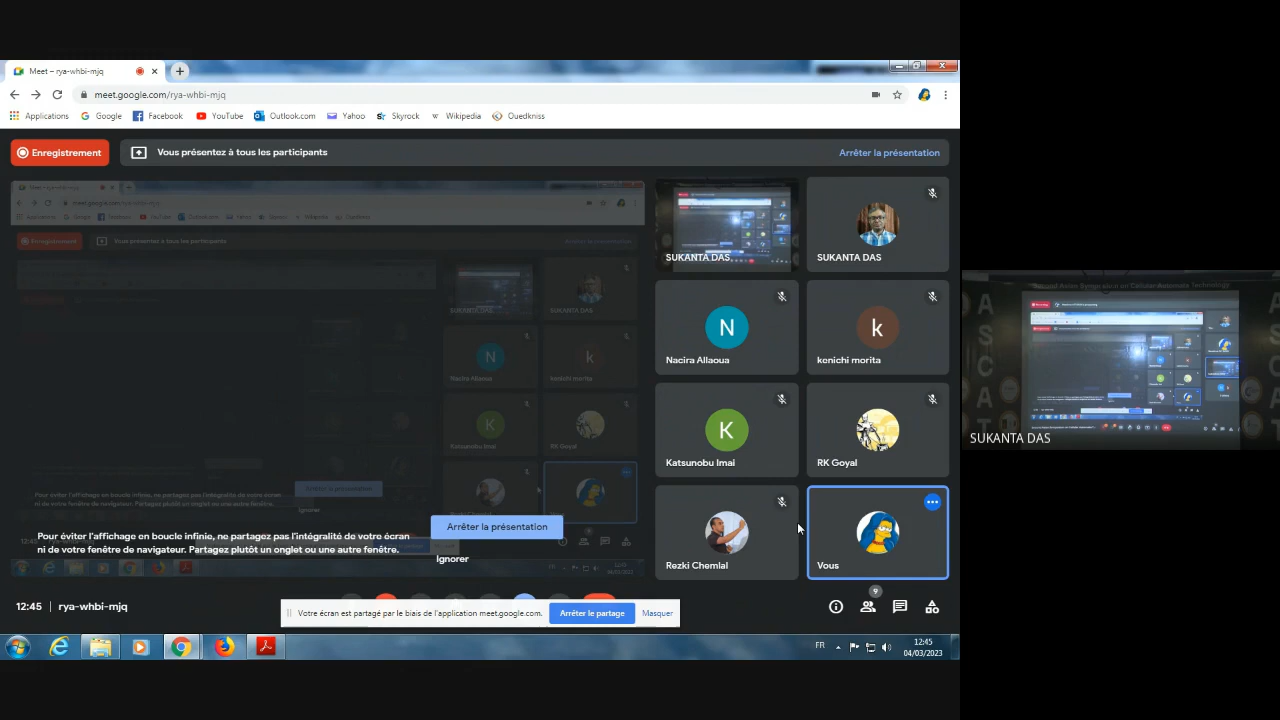 Meet – rya-whbi-mjq
meet.google.com/rya-whbi-mjq
Applications Google Facebook YouTube Outlook.com Yahoo Skyrock Wikipedia Ouedkniss
Enregistrement Vous présentez à tous les participants Arrêter la présentation
SUKANTA DAS SUKANTA DAS
N k
Nacira Allaoua kenichi morita
K
Katsunobu Imai RK Goyal
Rezki Chemlal Vous
Pour éviter l'affichage en boucle infinie, ne partagez pas l'intégralité de votre écran
ni de votre fenêtre de navigateur. Partagez plutôt un onglet ou une autre fenêtre.
Arrêter la présentation
Ignorer
12:45 | rya-whbi-mjq
Votre écran est partagé par le biais de l'application meet.google.com. Arrêter le partage Masquer
9
FR 12:45
04/03/2023
SUKANTA DAS